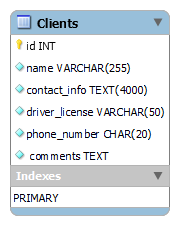 Clients
id INT
name VARCHAR(255)
contact_info TEXT(4000)
driver_license VARCHAR(50)
phone_number CHAR(20)
comments TEXT
Indexes
PRIMARY